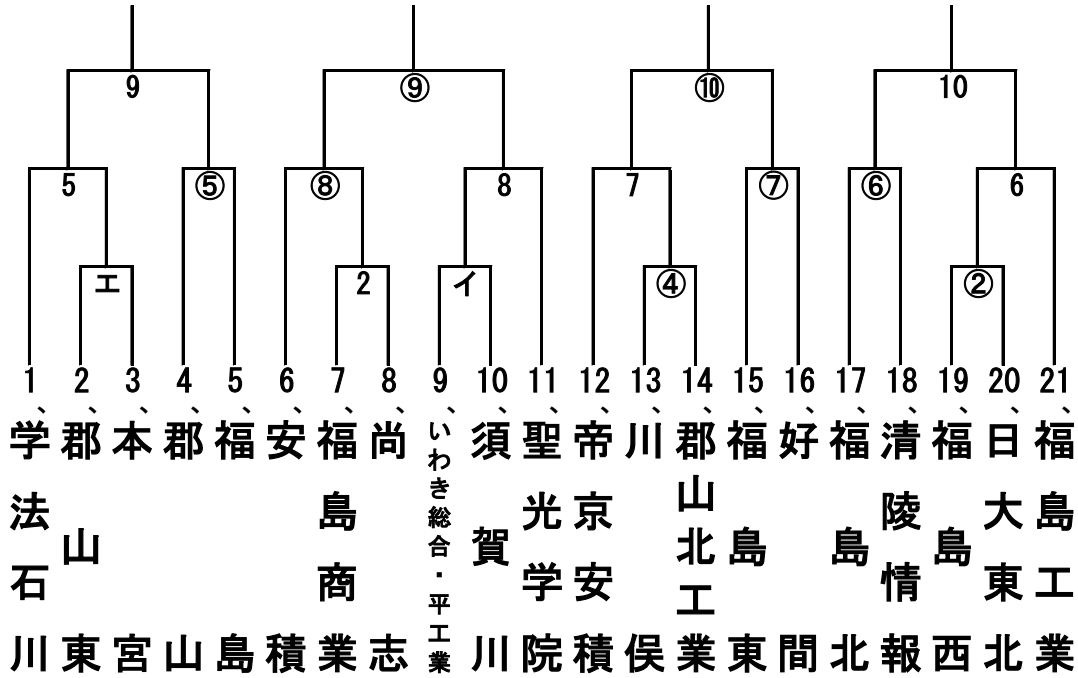 9 ⑨ ⑩ 10
5 ⑤ ⑧ 8 7 ⑦ ⑥ 6
エ 2 イ ④ ②
1、学法石川
2、郡山東
3、本宮
4、郡山
5、福島
6、安積
7、福島商業
8、尚志
9、いわき総合・平工業
10、須賀川
11、聖光学院
12、帝京安積
13、川俣
14、郡山北工業
15、福島東
16、好間
17、福島北
18、清陵情報
19、福島西
20、日大東北
21、福島工業